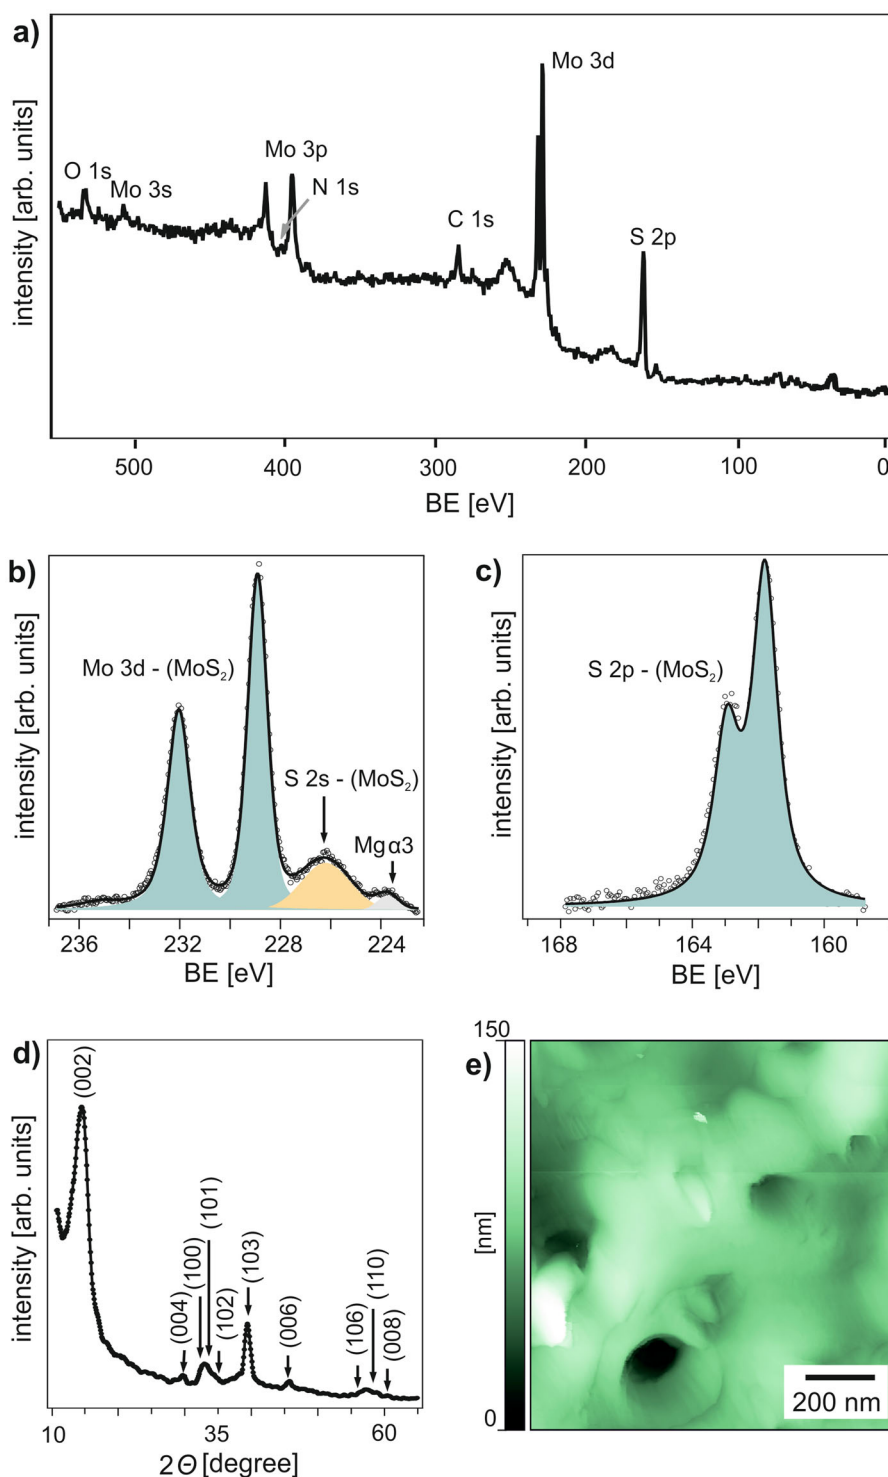 a)
intensity [arb. units]
O 1s
Mo 3s
Mo 3p
N 1s
C 1s
Mo 3d
S 2p
500 400 300 200 100 0
BE [eV]
b)
intensity [arb. units]
Mo 3d - (MoS₂)
S 2s - (MoS₂)
Mgα3
236 232 228 224
BE [eV]
c)
intensity [arb. units]
S 2p - (MoS₂)
168 164 160
BE [eV]
d)
intensity [arb. units]
(002)
(004)
(100)
(101)
(102)
(103)
(006)
(106)
(110)
(008)
10 35 60
2Θ [degree]
e)
150
[nm]
0
200 nm